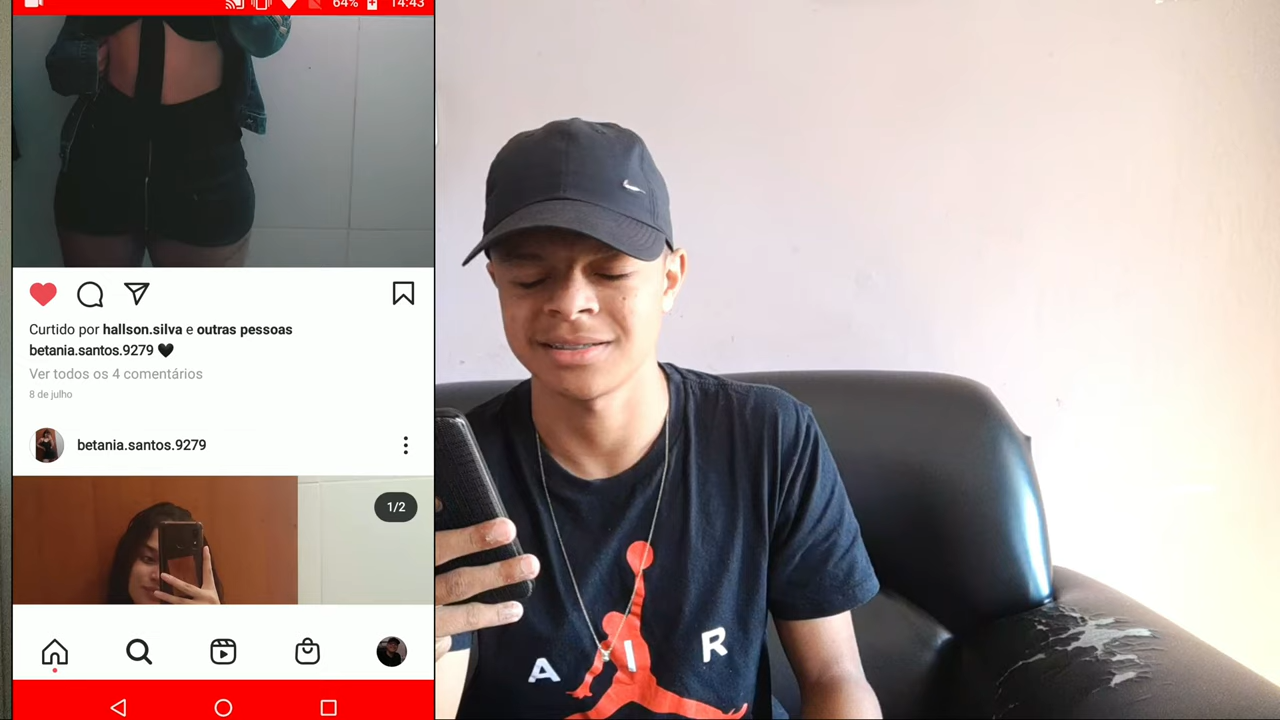 64% 14:43
Curtido por hallson.silva e outras pessoas
betania.santos.9279 🖤
Ver todos os 4 comentários
8 de julho
betania.santos.9279
1/2
A I R